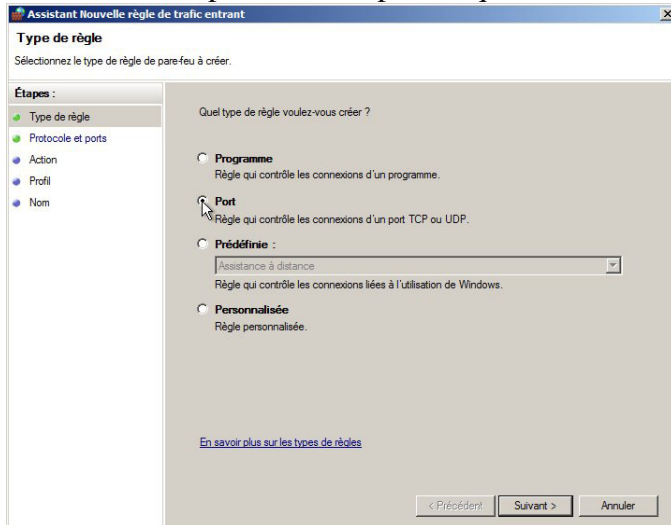 Assistant Nouvelle règle de trafic entrant
Type de règle
Sélectionnez le type de règle de pare-feu à créer.
Étapes :
Type de règle
Protocole et ports
Action
Profil
Nom
Quel type de règle voulez-vous créer ?
Programme
Règle qui contrôle les connexions d'un programme.
Port
Règle qui contrôle les connexions d'un port TCP ou UDP.
Prédéfinie :
Assistance à distance
Règle qui contrôle les connexions liées à l'utilisation de Windows.
Personnalisée
Règle personnalisée.
En savoir plus sur les types de règles
< Précédent
Suivant >
Annuler